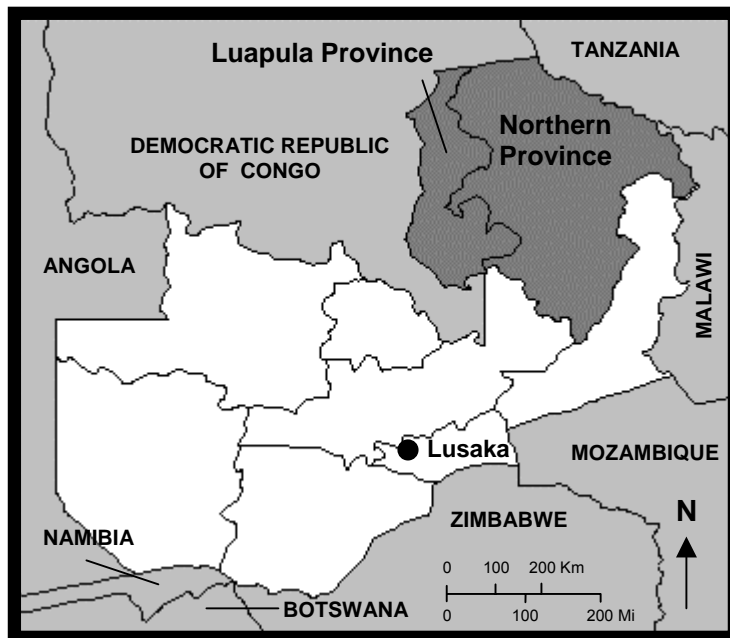 TANZANIA
Luapula Province
Northern
Province
DEMOCRATIC REPUBLIC
OF CONGO
ANGOLA
MALAWI
Lusaka
MOZAMBIQUE
ZIMBABWE
N
NAMIBIA
BOTSWANA
0 100 200 Km
0 100 200 Mi